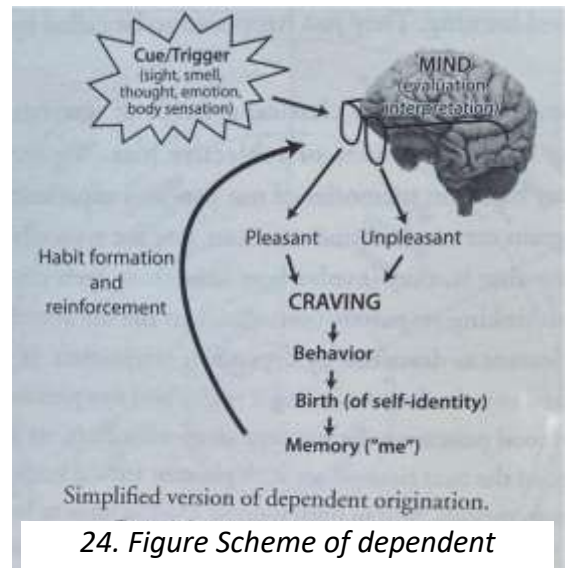 Cue/Trigger
(sight, smell,
thought, emotion,
body sensation)
MIND
(evaluation
interpretation)
Pleasant
Unpleasant
Habit formation
and
reinforcement
CRAVING
Behavior
Birth (of self-identity)
Memory ("me")
Simplified version of dependent origination.
24. Figure Scheme of dependent